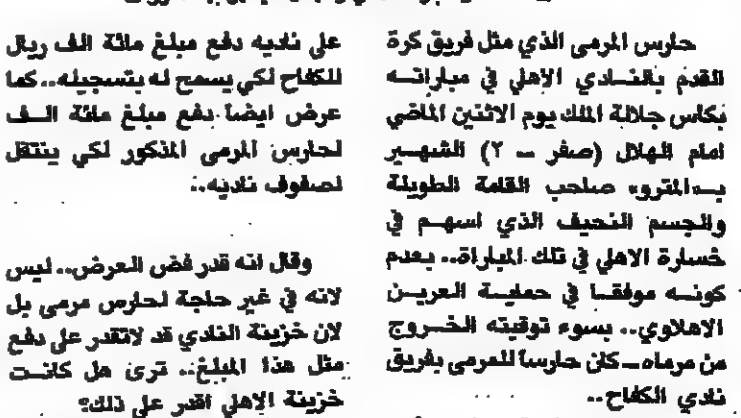 حارس المرمى الذي مثل فريق كرة
القدم بالنادي الاهلي في مباراته
بكاس جلالة الملك يوم الاثنين الماضي
امام الهلال (صفر ــ ٢) الشهير
بـ«المترو» صاحب القامة الطويلة
والجسم النحيف الذي اسهم في
خسارة الاهلي في تلك المباراة.. بعدم
كونه موفقا في حماية العرين
الاهلاوي.. بسوء توقيته الخروج
من مرماه ــ كان حارسا للمرمى بفريق
نادي الكفاح..
على ناديه دفع مبلغ مائة الف ريال
للكفاح لكي يسمح له بتسجيله.. كما
عرض ايضا دفع مبلغ مائة الف
لحارس المرمى المذكور لكي ينتقل
لصفوف ناديه..
وقال انه قد رفض العرض.. ليس
لانه في غير حاجة لحارس مرمى بل
لان خزينة النادي قد لاتقدر على دفع
مثل هذا المبلغ.. ترى هل كانت
خزينة الاهلي اقدر على ذلك؟